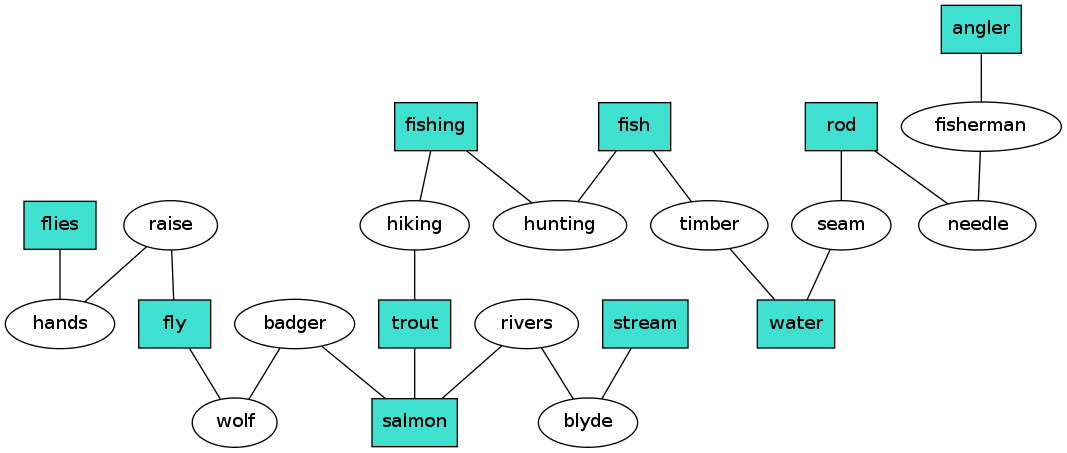 angler
fishing
fish
rod
fisherman
flies
raise
hiking
hunting
timber
seam
needle
hands
fly
badger
trout
rivers
stream
water
wolf
salmon
blyde